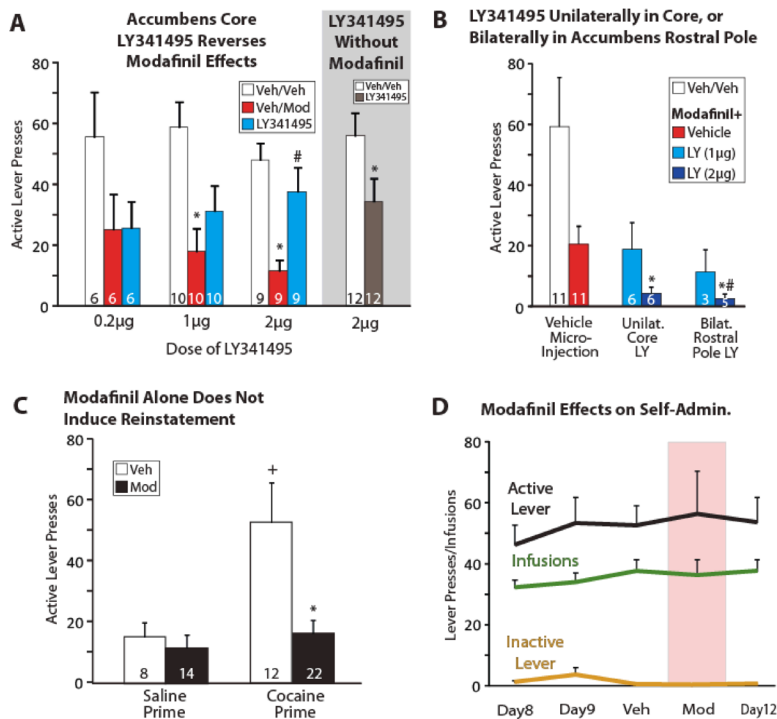 A
Accumbens Core
LY341495 Reverses
Modafinil Effects
LY341495
Without
Modafinil
Active Lever Presses
80
60
40
20
0
Veh/Veh
Veh/Mod
LY341495
Veh/Veh
LY341495
*
*
#
*
6 6 6
10 10 10
9 9 9
12 12
0.2µg 1µg 2µg 2µg
Dose of LY341495
B
LY341495 Unilaterally in Core, or
Bilaterally in Accumbens Rostral Pole
Active Lever Presses
80
60
40
20
0
Veh/Veh
Modafinil+
Vehicle
LY (1µg)
LY (2µg)
*
*#
11 11
6 6
3 5
Vehicle
Micro-
Injection
Unilat.
Core
LY
Bilat.
Rostral
Pole LY
C
Modafinil Alone Does Not
Induce Reinstatement
Active Lever Presses
80
60
40
20
0
Veh
Mod
+
*
8 14
12 22
Saline
Prime
Cocaine
Prime
D
Modafinil Effects on Self-Admin.
Lever Presses/Infusions
80
60
40
20
0
Active
Lever
Infusions
Inactive
Lever
Day8 Day9 Veh Mod Day12